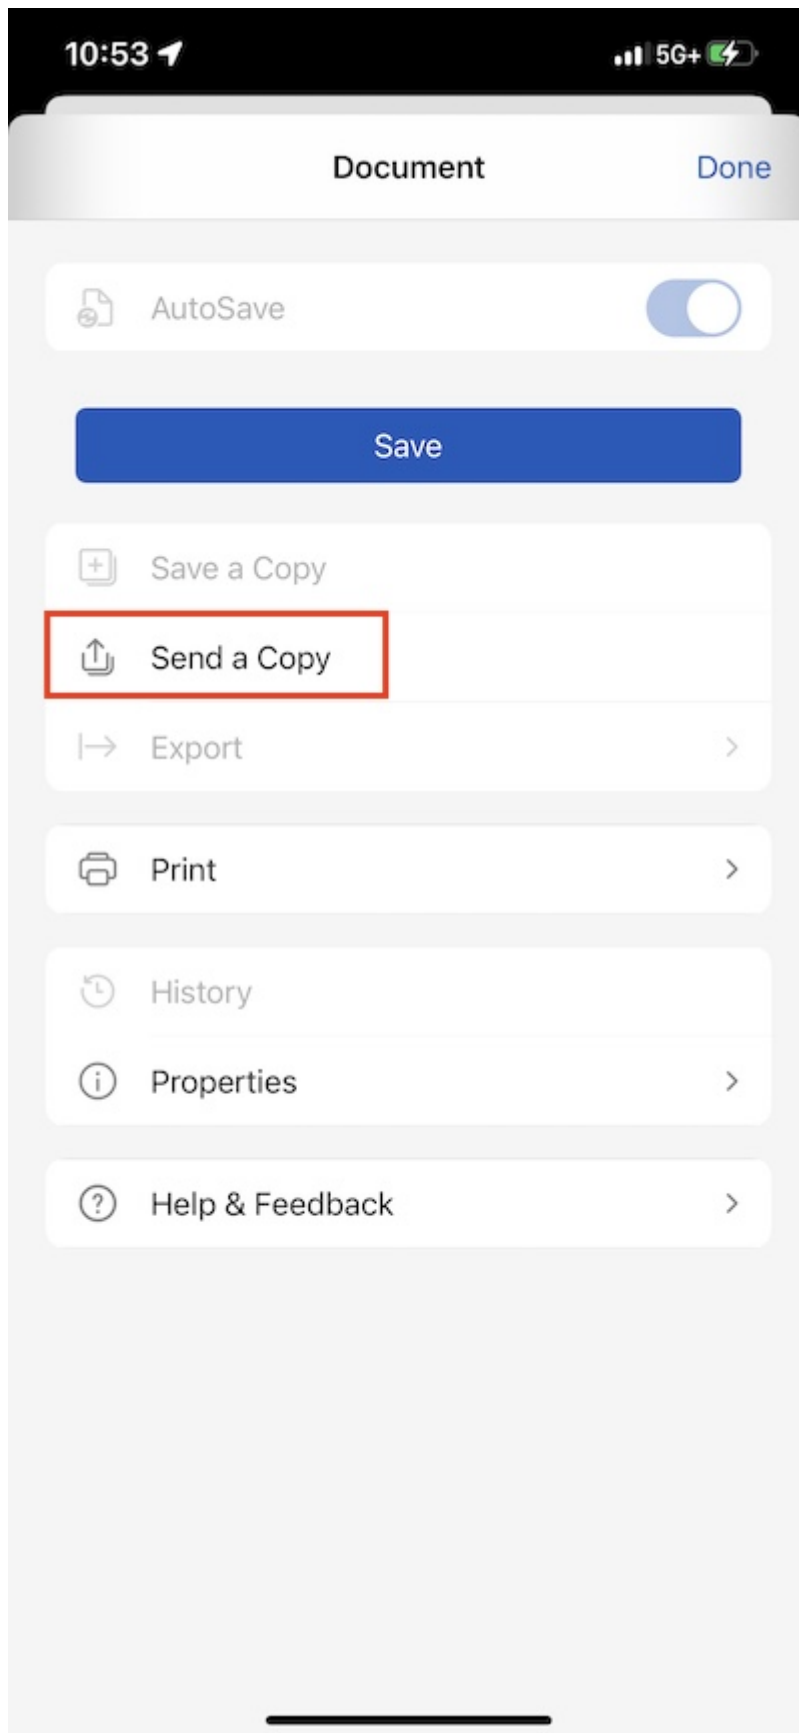 10:53 5G+
Document Done
AutoSave
Save
Save a Copy
Send a Copy
Export
Print
History
Properties
Help & Feedback